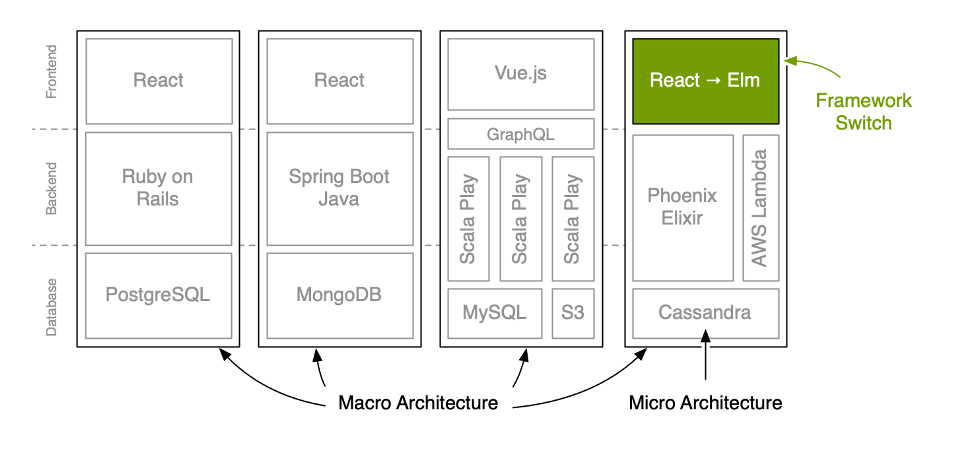 Frontend
Backend
Database
React
Ruby on
Rails
PostgreSQL
React
Spring Boot
Java
MongoDB
Vue.js
GraphQL
Scala Play
Scala Play
Scala Play
MySQL
S3
React → Elm
Phoenix
Elixir
AWS Lambda
Cassandra
Framework
Switch
Macro Architecture
Micro Architecture